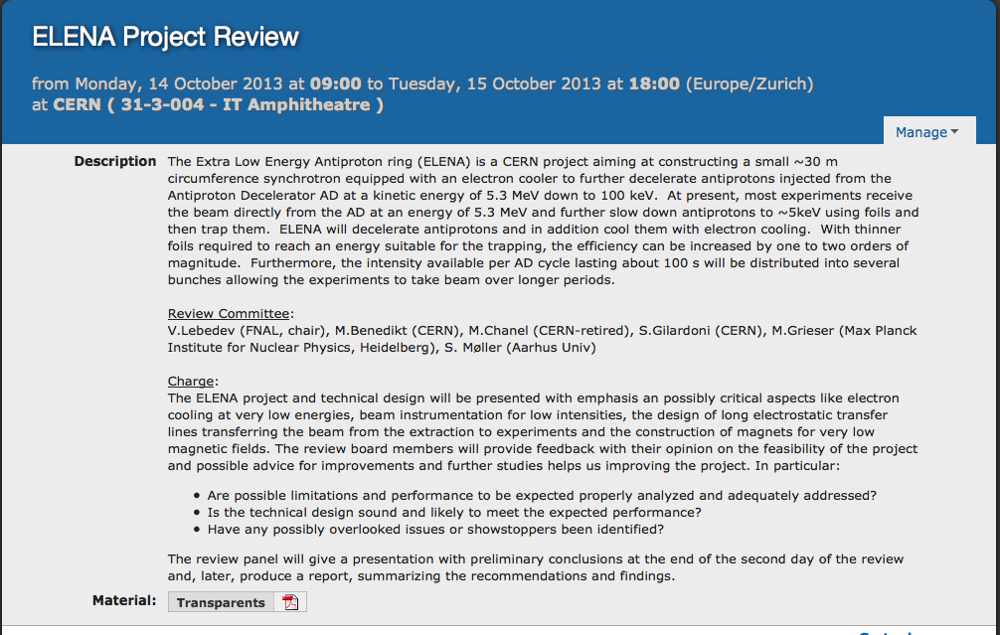 ELENA Project Review
from Monday, 14 October 2013 at 09:00 to Tuesday, 15 October 2013 at 18:00 (Europe/Zurich)
at CERN ( 31-3-004 - IT Amphitheatre )
Manage
Description The Extra Low Energy Antiproton ring (ELENA) is a CERN project aiming at constructing a small ~30 m
circumference synchrotron equipped with an electron cooler to further decelerate antiprotons injected from the
Antiproton Decelerator AD at a kinetic energy of 5.3 MeV down to 100 keV. At present, most experiments receive
the beam directly from the AD at an energy of 5.3 MeV and further slow down antiprotons to ~5keV using foils and
then trap them. ELENA will decelerate antiprotons and in addition cool them with electron cooling. With thinner
foils required to reach an energy suitable for the trapping, the efficiency can be increased by one to two orders of
magnitude. Furthermore, the intensity available per AD cycle lasting about 100 s will be distributed into several
bunches allowing the experiments to take beam over longer periods.
Review Committee:
V.Lebedev (FNAL, chair), M.Benedikt (CERN), M.Chanel (CERN-retired), S.Gilardoni (CERN), M.Grieser (Max Planck
Institute for Nuclear Physics, Heidelberg), S. Møller (Aarhus Univ)
Charge:
The ELENA project and technical design will be presented with emphasis an possibly critical aspects like electron
cooling at very low energies, beam instrumentation for low intensities, the design of long electrostatic transfer
lines transferring the beam from the extraction to experiments and the construction of magnets for very low
magnetic fields. The review board members will provide feedback with their opinion on the feasibility of the project
and possible advice for improvements and further studies helps us improving the project. In particular:
• Are possible limitations and performance to be expected properly analyzed and adequately addressed?
• Is the technical design sound and likely to meet the expected performance?
• Have any possibly overlooked issues or showstoppers been identified?
The review panel will give a presentation with preliminary conclusions at the end of the second day of the review
and, later, produce a report, summarizing the recommendations and findings.
Material: Transparents